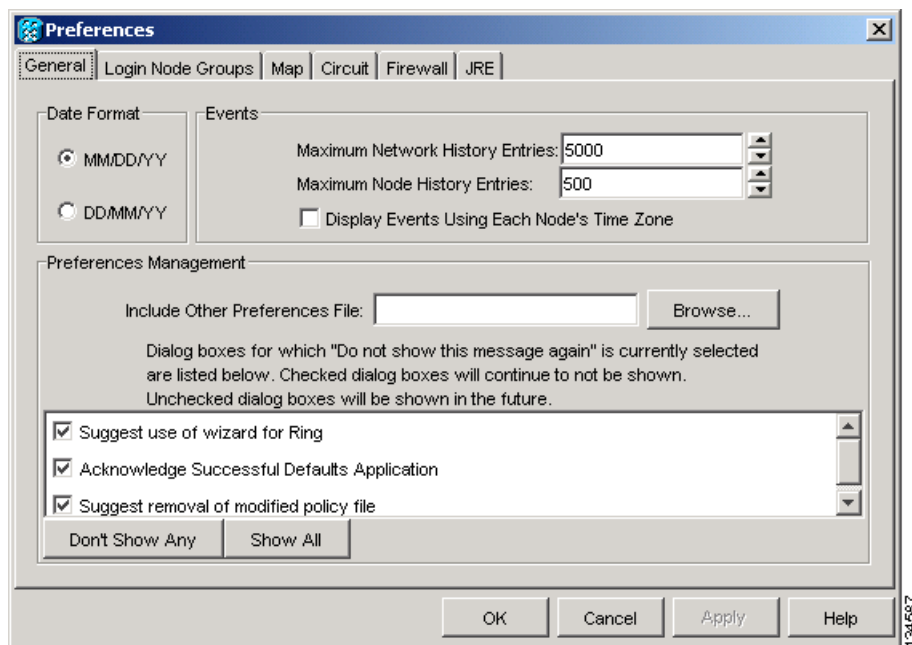 Preferences
General Login Node Groups Map Circuit Firewall JRE
Date Format
MM/DD/YY
DD/MM/YY
Events
Maximum Network History Entries: 5000
Maximum Node History Entries: 500
Display Events Using Each Node's Time Zone
Preferences Management
Include Other Preferences File: Browse...
Dialog boxes for which "Do not show this message again" is currently selected
are listed below. Checked dialog boxes will continue to not be shown.
Unchecked dialog boxes will be shown in the future.
Suggest use of wizard for Ring
Acknowledge Successful Defaults Application
Suggest removal of modified policy file
Don't Show Any Show All
OK Cancel Apply Help
134587